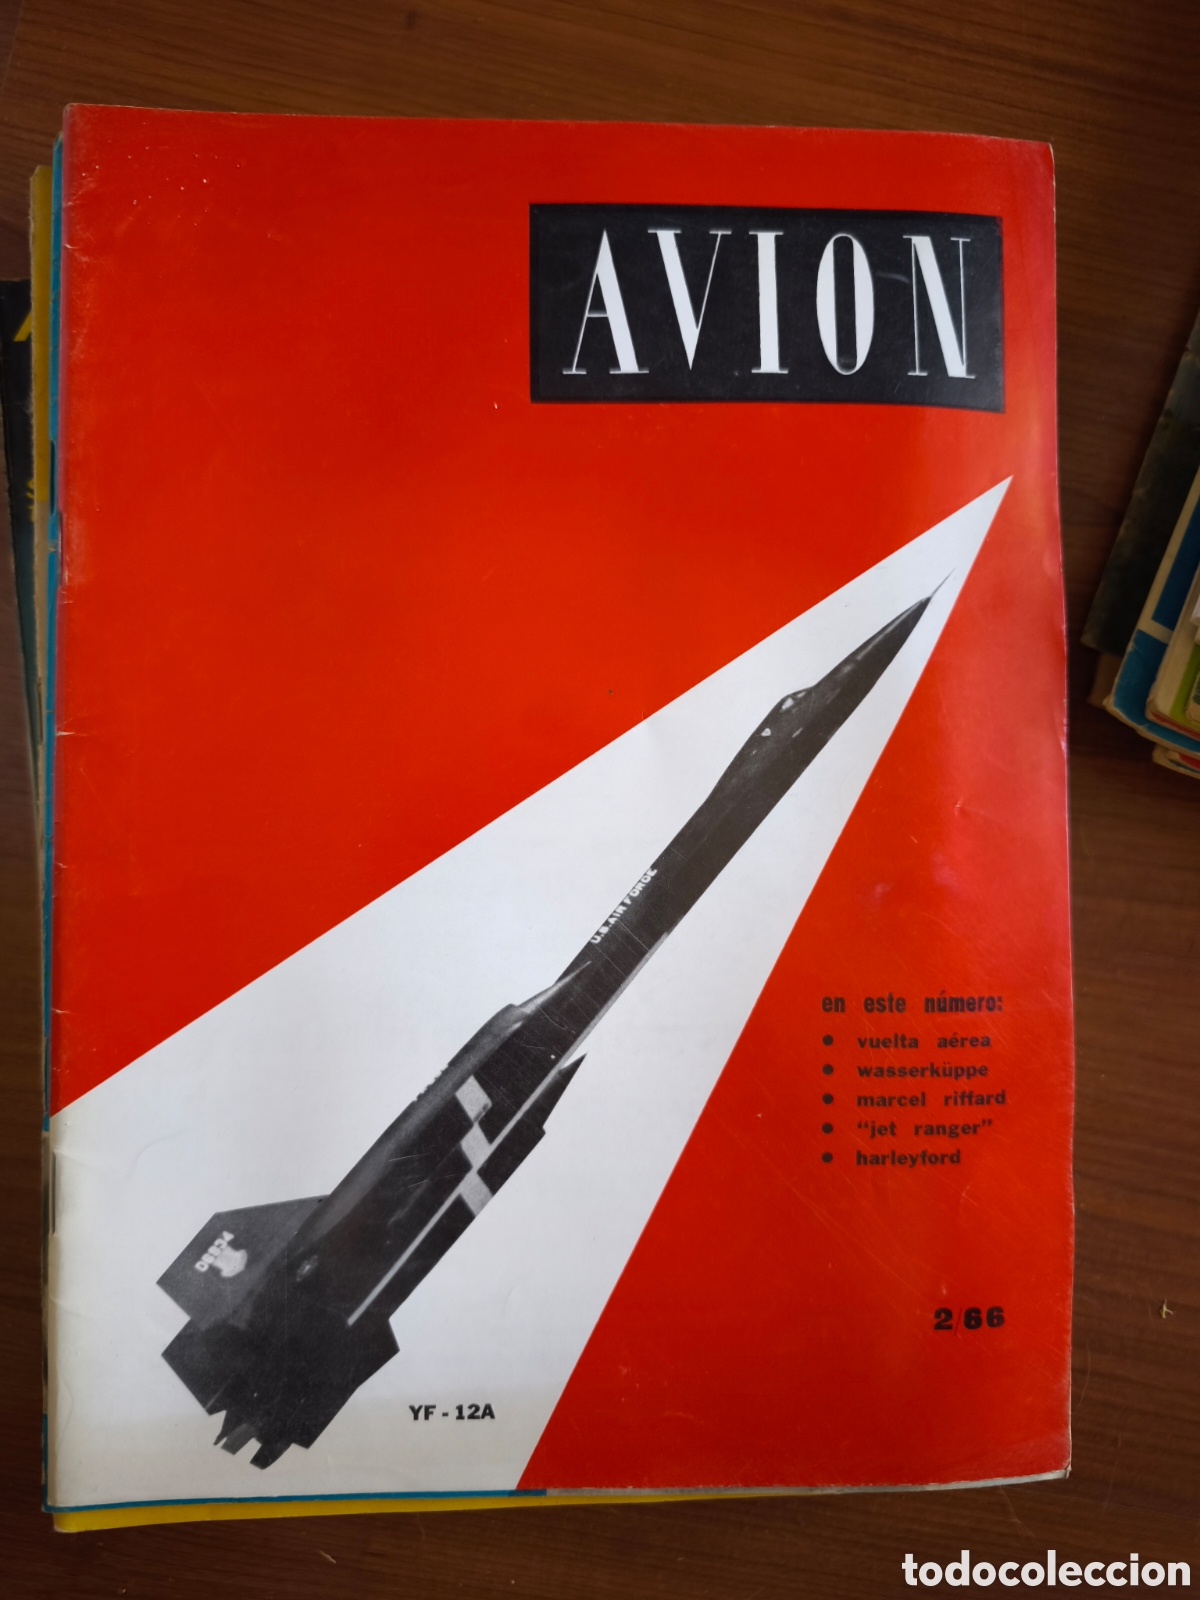 AVION
U.S. AIR FORCE
en este número:
• vuelta aérea
• wasserküppe
• marcel riffard
• "jet ranger"
• harleyford
06934
2/66
YF - 12A
todocoleccion